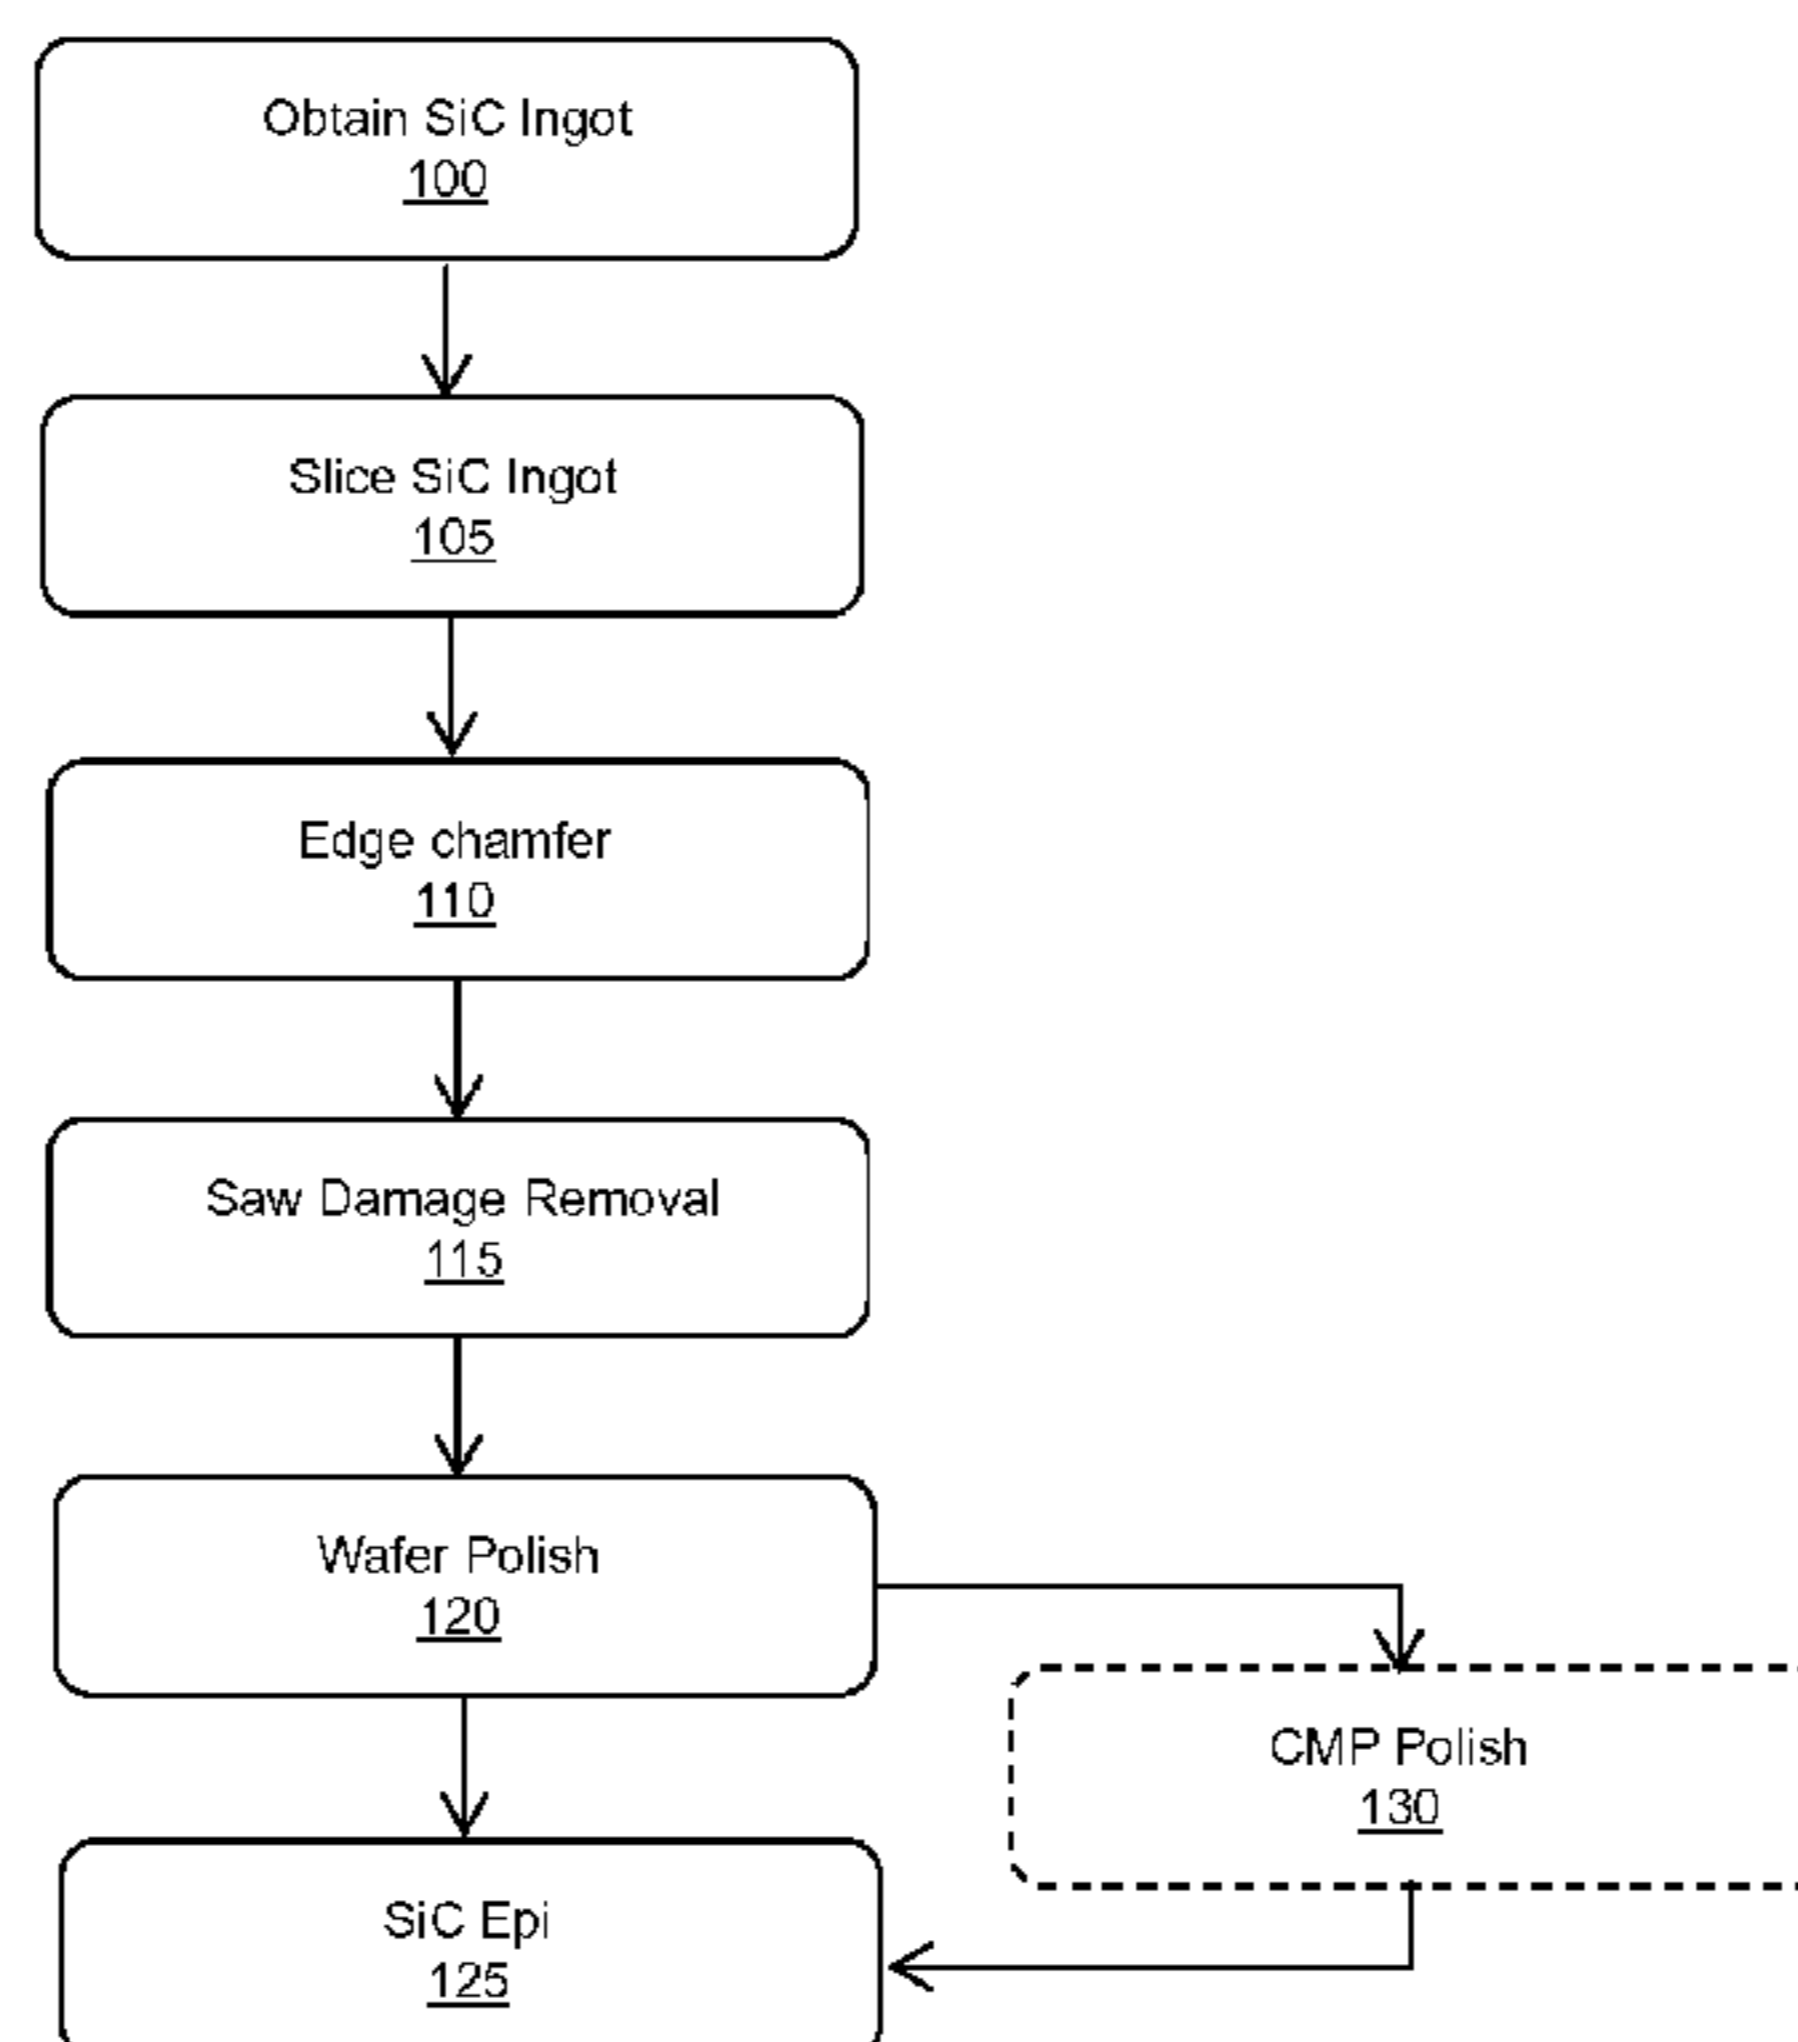 Obtain SiC Ingot
100
Slice SiC Ingot
105
Edge chamfer
110
Saw Damage Removal
115
Wafer Polish
120
CMP Polish
130
SiC Epi
125